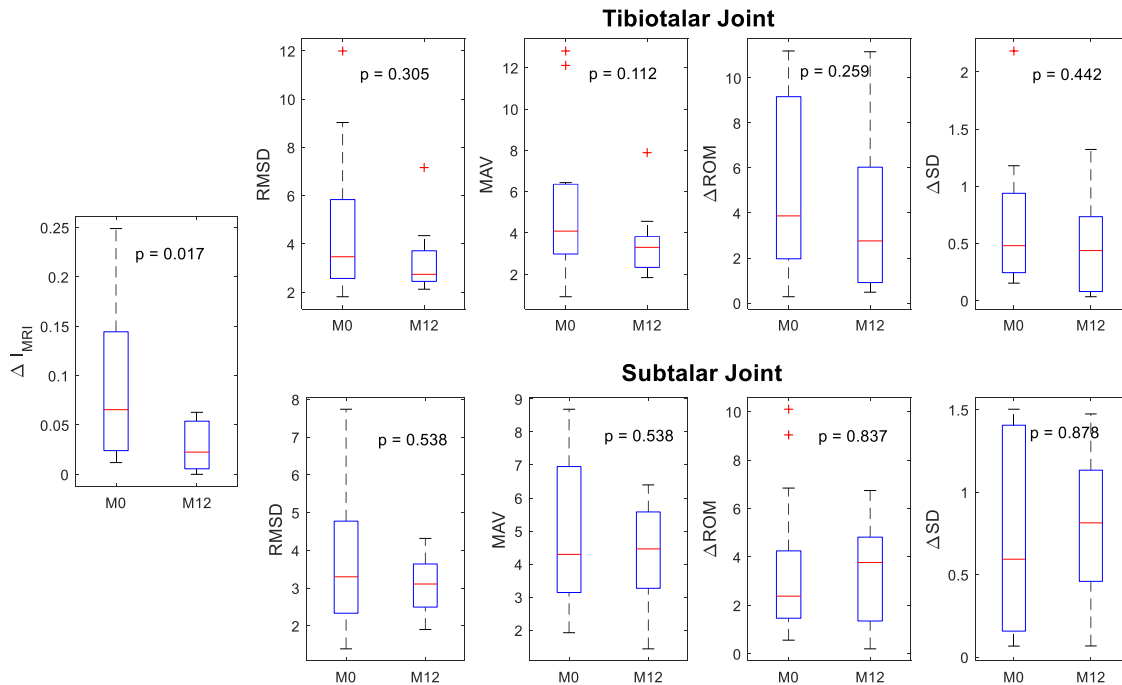 Tibiotalar Joint
12
10
8
6
4
2
RMSD
p = 0.305
M0
M12
12
10
8
6
4
2
MAV
p = 0.112
M0
M12
10
8
6
4
2
0
ΔROM
p = 0.259
M0
M12
2
1.5
1
0.5
0
ΔSD
p = 0.442
M0
M12
0.25
0.2
0.15
0.1
0.05
0
Δ I_MRI
p = 0.017
M0
M12
Subtalar Joint
8
7
6
5
4
3
2
RMSD
p = 0.538
M0
M12
9
8
7
6
5
4
3
2
MAV
p = 0.538
M0
M12
10
8
6
4
2
0
ΔROM
p = 0.837
M0
M12
1.5
1
0.5
0
ΔSD
p = 0.878
M0
M12